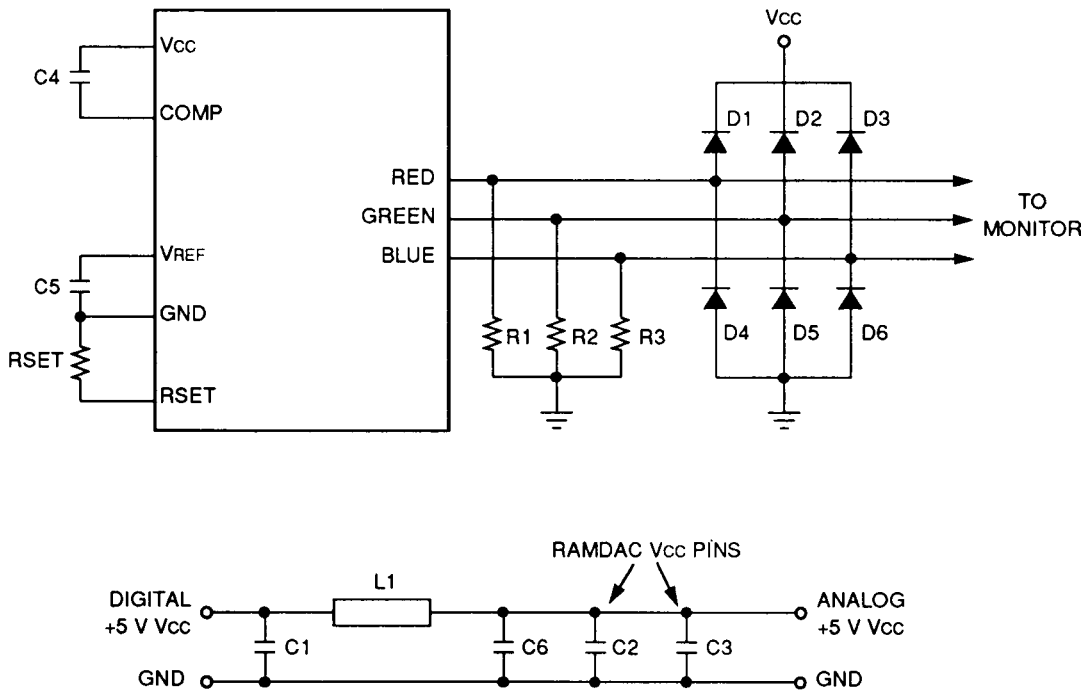 VCC
C4
COMP
VREF
C5
GND
RSET
RSET
RED
GREEN
BLUE
R1
R2
R3
VCC
D1
D2
D3
D4
D5
D6
TO
MONITOR
RAMDAC VCC PINS
DIGITAL
+5 V VCC
L1
C1
C6
C2
C3
ANALOG
+5 V VCC
GND
GND